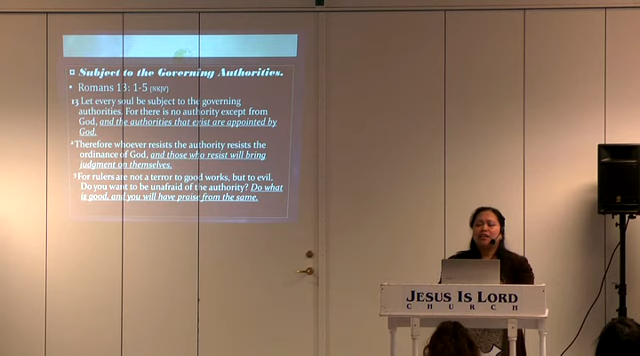 Subject to the Governing Authorities.
Romans 13: 1-5 (NKJV)
13 Let every soul be subject to the governing
authorities. For there is no authority except from
God, and the authorities that exist are appointed by
God.
2 Therefore whoever resists the authority resists the
ordinance of God, and those who resist will bring
judgment on themselves.
3 For rulers are not a terror to good works, but to evil.
Do you want to be unafraid of the authority? Do what
is good, and you will have praise from the same.
JESUS IS LORD
CHURCH